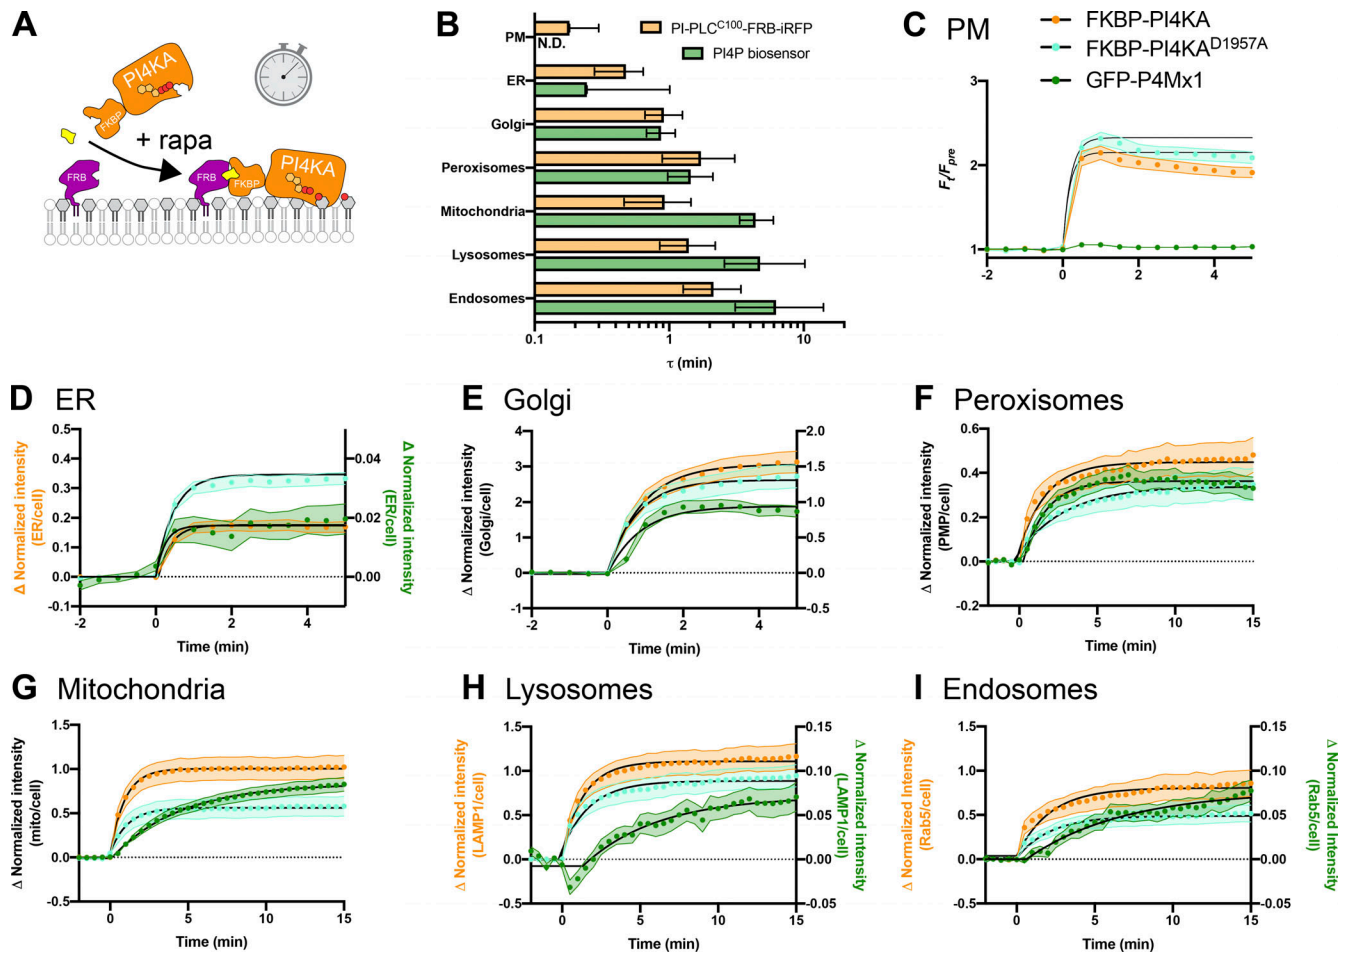 A
PI4KA
FKBP
+ rapa
FRB
FRB
FKBP
PI4KA
B
PI-PLC^C100-FRB-iRFP
PI4P biosensor
PM
N.D.
ER
Golgi
Peroxisomes
Mitochondria
Lysosomes
Endosomes
0.1 1 10
τ (min)
C PM
FKBP-PI4KA
FKBP-PI4KA^D1957A
GFP-P4Mx1
3
2
1
Ft/Fpre
-2 0 2 4
D ER
Δ Normalized intensity
(ER/cell)
0.5
0.4
0.3
0.2
0.1
0.0
-0.1
0.04
0.02
0.00
Δ Normalized intensity
(ER/cell)
-2 0 2 4
Time (min)
E Golgi
Δ Normalized intensity
(Golgi/cell)
4
3
2
1
0
-1
2.0
1.5
1.0
0.5
0.0
-0.5
-2 0 2 4
Time (min)
F Peroxisomes
Δ Normalized intensity
(PMP/cell)
0.6
0.4
0.2
0.0
-0.2
0 5 10 15
Time (min)
G Mitochondria
Δ Normalized intensity
(mito/cell)
1.5
1.0
0.5
0.0
-0.5
0 5 10 15
Time (min)
H Lysosomes
Δ Normalized intensity
(LAMP1/cell)
1.5
1.0
0.5
0.0
-0.5
0.15
0.10
0.05
0.00
-0.05
Δ Normalized intensity
(LAMP1/cell)
0 5 10 15
Time (min)
I Endosomes
Δ Normalized Intensity
(Rab5/cell)
1.5
1.0
0.5
0.0
-0.5
0.15
0.10
0.05
0.00
-0.05
Δ Normalized Intensity
(Rab5/cell)
0 5 10 15
Time (min)